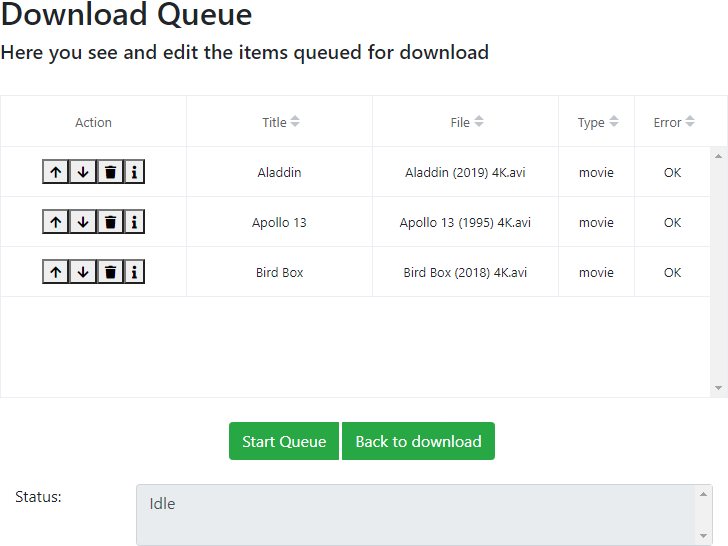 Download Queue
Here you see and edit the items queued for download
Action Title File Type Error
Aladdin Aladdin (2019) 4K.avi movie OK
Apollo 13 Apollo 13 (1995) 4K.avi movie OK
Bird Box Bird Box (2018) 4K.avi movie OK
Start Queue Back to download
Status: Idle